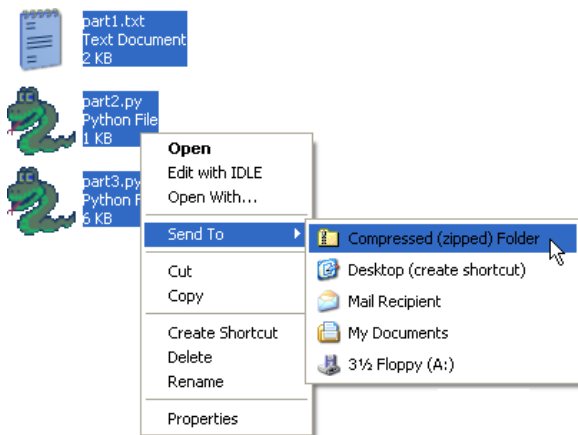 part1.txt
Text Document
2 KB
part2.py
Python File
1 KB
part3.py
Python F
6 KB
Open
Edit with IDLE
Open With...
Send To
Cut
Copy
Create Shortcut
Delete
Rename
Properties
Compressed (zipped) Folder
Desktop (create shortcut)
Mail Recipient
My Documents
3½ Floppy (A:)